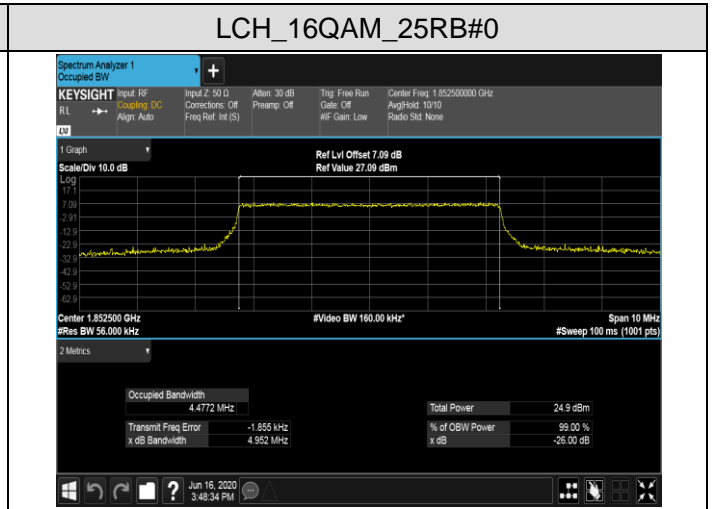 LCH_16QAM_25RB#0
Spectrum Analyzer 1
Occupied BW
+
KEYSIGHT Input: RF Input Z: 50 Ω Atten: 30 dB Trig: Free Run Center Freq: 1.852500000 GHz
RL Coupling: DC Corrections: Off Preamp: Off Gate: Off Avg|Hold: 10/10
Align: Auto Freq Ref: Int (S) #IF Gain: Low Radio Std: None
1 Graph
Ref Lvl Offset 7.09 dB
Scale/Div 10.0 dB Ref Value 27.09 dBm
Log
17.1
7.09
-2.91
-12.9
-22.9
-32.9
-42.9
-52.9
-62.9
Center 1.852500 GHz #Video BW 160.00 kHz* Span 10 MHz
#Res BW 56.000 kHz #Sweep 100 ms (1001 pts)
2 Metrics
Occupied Bandwidth
4.4772 MHz Total Power 24.9 dBm
Transmit Freq Error -1.855 kHz % of OBW Power 99.00 %
x dB Bandwidth 4.952 MHz x dB -26.00 dB
? Jun 16, 2020
3:48:34 PM